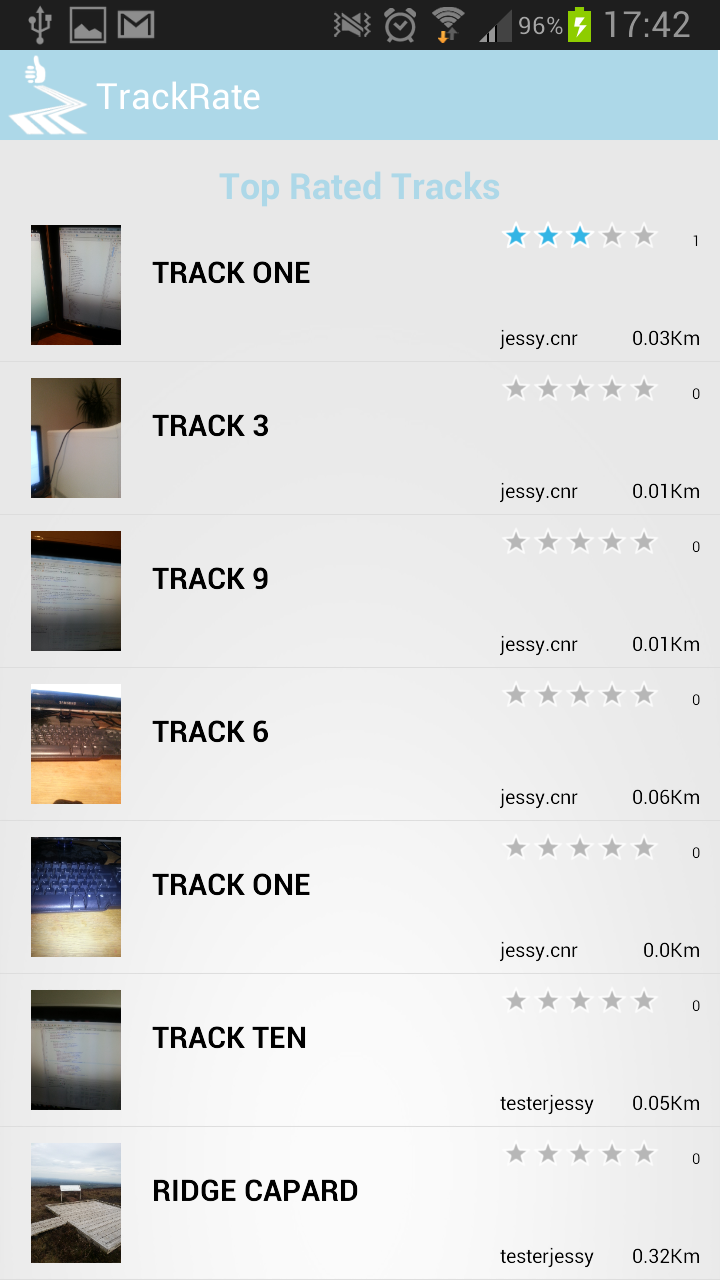 96% 17:42
TrackRate
Top Rated Tracks
1
TRACK ONE
jessy.cnr 0.03Km
0
TRACK 3
jessy.cnr 0.01Km
0
TRACK 9
jessy.cnr 0.01Km
0
TRACK 6
jessy.cnr 0.06Km
0
TRACK ONE
jessy.cnr 0.0Km
0
TRACK TEN
testerjessy 0.05Km
0
RIDGE CAPARD
testerjessy 0.32Km